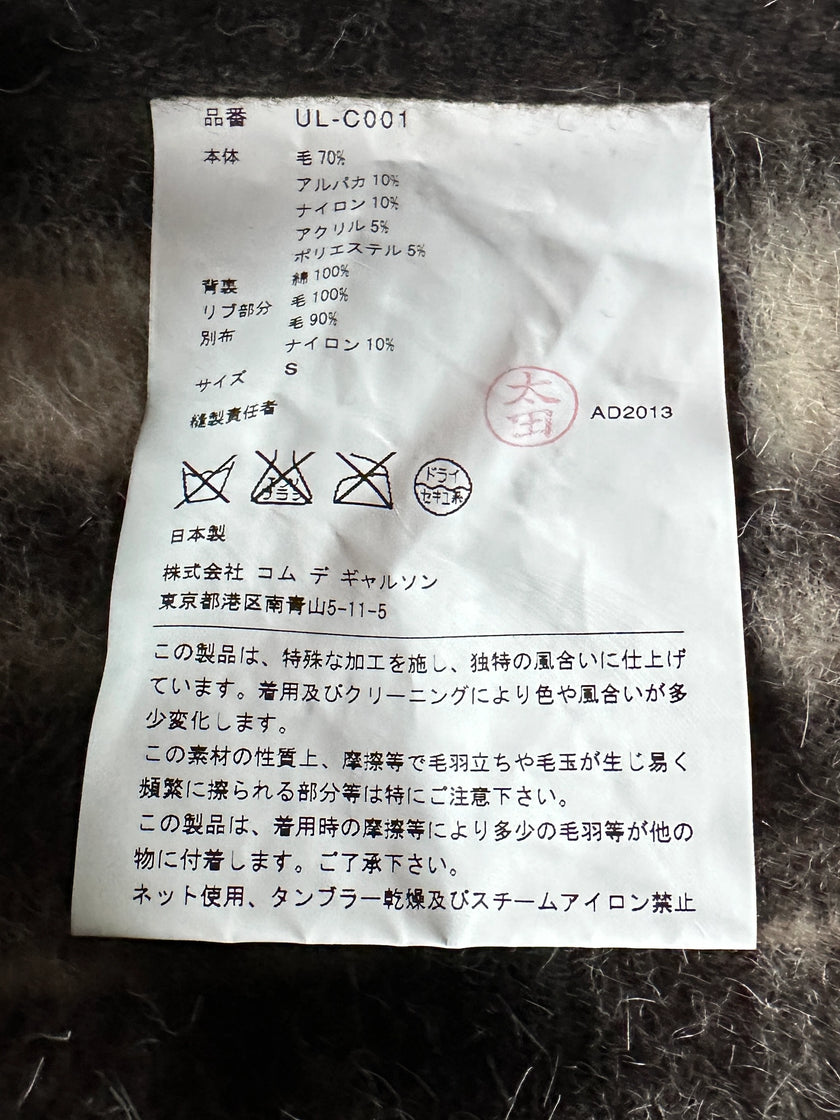 品番 UL-C001
本体 毛 70%
アルパカ 10%
ナイロン 10%
アクリル 5%
ポリエステル 5%
背裏 綿 100%
リブ部分 毛 100%
別布 毛 90%
ナイロン 10%
サイズ S
縫製責任者 太田 AD2013
エンソ サラシ
ドライ
セキユ系
日本製
株式会社 コム デ ギャルソン
東京都港区南青山5-11-5
この製品は、特殊な加工を施し、独特の風合いに仕上げ
ています。着用及びクリーニングにより色や風合いが多
少変化します。
この素材の性質上、摩擦等で毛羽立ちや毛玉が生じ易く
頻繁に擦られる部分等は特にご注意下さい。
この製品は、着用時の摩擦等により多少の毛羽等が他の
物に付着します。ご了承下さい。
ネット使用、タンブラー乾燥及びスチームアイロン禁止